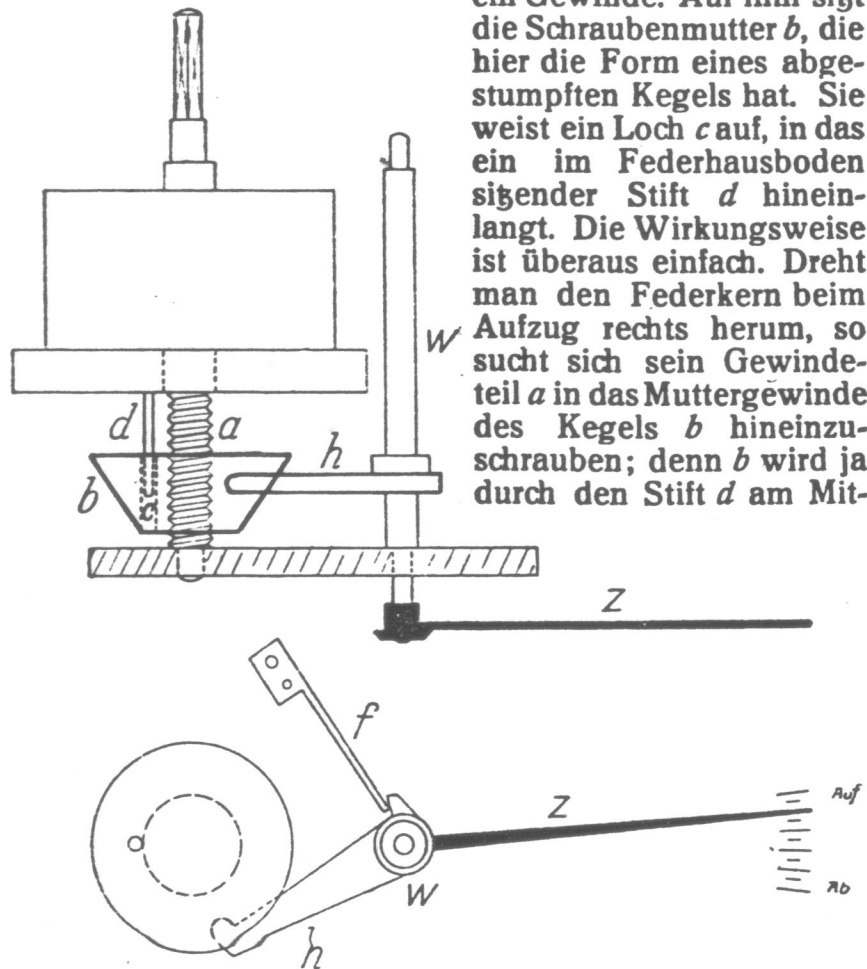 ein Gewinde. Auf ihm sitzt
die Schraubenmutter b, die
hier die Form eines abge-
stumpften Kegels hat. Sie
weist ein Loch c auf, in das
ein im Federhausboden
sitzender Stift d hinein-
langt. Die Wirkungsweise
ist überaus einfach. Dreht
man den Federkern beim
Aufzug rechts herum, so
sucht sich sein Gewinde-
teil a in das Muttergewinde
des Kegels b hineinzu-
schrauben; denn b wird ja
durch den Stift d am Mit-
W
d a
h
b
c
Z
f
Z
Auf
Ab
W
h